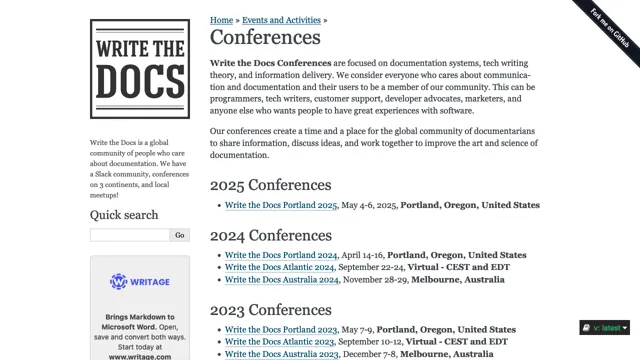 Home » Events and Activities »
Fork me on GitHub
Conferences
WRITE THE
DOCS
Write the Docs Conferences are focused on documentation systems, tech writing
theory, and information delivery. We consider everyone who cares about communica-
tion and documentation and their users to be a member of our community. This can be
programmers, tech writers, customer support, developer advocates, marketers, and
anyone else who wants people to have great experiences with software.
Our conferences create a time and a place for the global community of documentarians
to share information, discuss ideas, and work together to improve the art and science of
documentation.
Write the Docs is a global
community of people who care
about documentation. We have
a Slack community, conferences
on 3 continents, and local
meetups!
Quick search
Go
WRITAGE
Brings Markdown to
Microsoft Word. Open,
save and convert both ways.
Start today at
www.writage.com
2025 Conferences
Write the Docs Portland 2025, May 4-6, 2025, Portland, Oregon, United States
2024 Conferences
Write the Docs Portland 2024, April 14-16, Portland, Oregon, United States
Write the Docs Atlantic 2024, September 22-24, Virtual - CEST and EDT
Write the Docs Australia 2024, November 28-29, Melbourne, Australia
2023 Conferences
Write the Docs Portland 2023, May 7-9, Portland, Oregon, United States
Write the Docs Atlantic 2023, September 10-12, Virtual - CEST and EDT
Write the Docs Australia 2023, December 7-8, Melbourne, Australia
v: latest